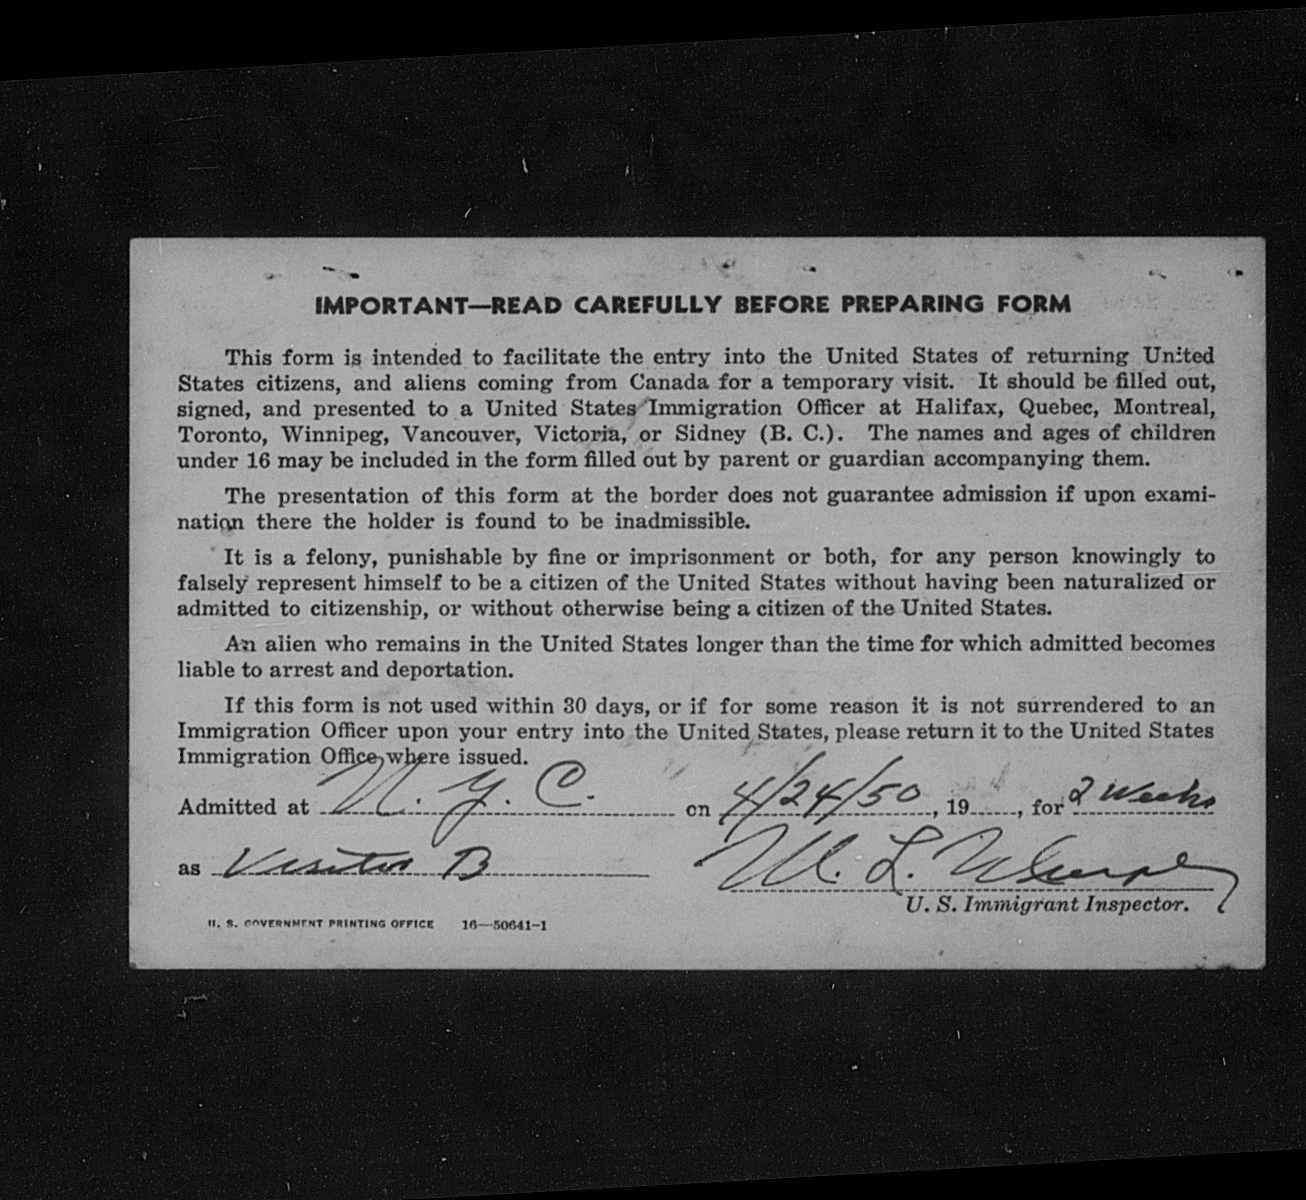 IMPORTANT—READ CAREFULLY BEFORE PREPARING FORM
This form is intended to facilitate the entry into the United States of returning United
States citizens, and aliens coming from Canada for a temporary visit. It should be filled out,
signed, and presented to a United States Immigration Officer at Halifax, Quebec, Montreal,
Toronto, Winnipeg, Vancouver, Victoria, or Sidney (B. C.). The names and ages of children
under 16 may be included in the form filled out by parent or guardian accompanying them.
The presentation of this form at the border does not guarantee admission if upon exami-
nation there the holder is found to be inadmissible.
It is a felony, punishable by fine or imprisonment or both, for any person knowingly to
falsely represent himself to be a citizen of the United States without having been naturalized or
admitted to citizenship, or without otherwise being a citizen of the United States.
An alien who remains in the United States longer than the time for which admitted becomes
liable to arrest and deportation.
If this form is not used within 30 days, or if for some reason it is not surrendered to an
Immigration Officer upon your entry into the United States, please return it to the United States
Immigration Office where issued.
Admitted at N. Y. C. on 4/24/50, 19....., for 2 Weeks
as Visitor B M. L.
U. S. Immigrant Inspector.
U. S. GOVERNMENT PRINTING OFFICE 16—50641-1